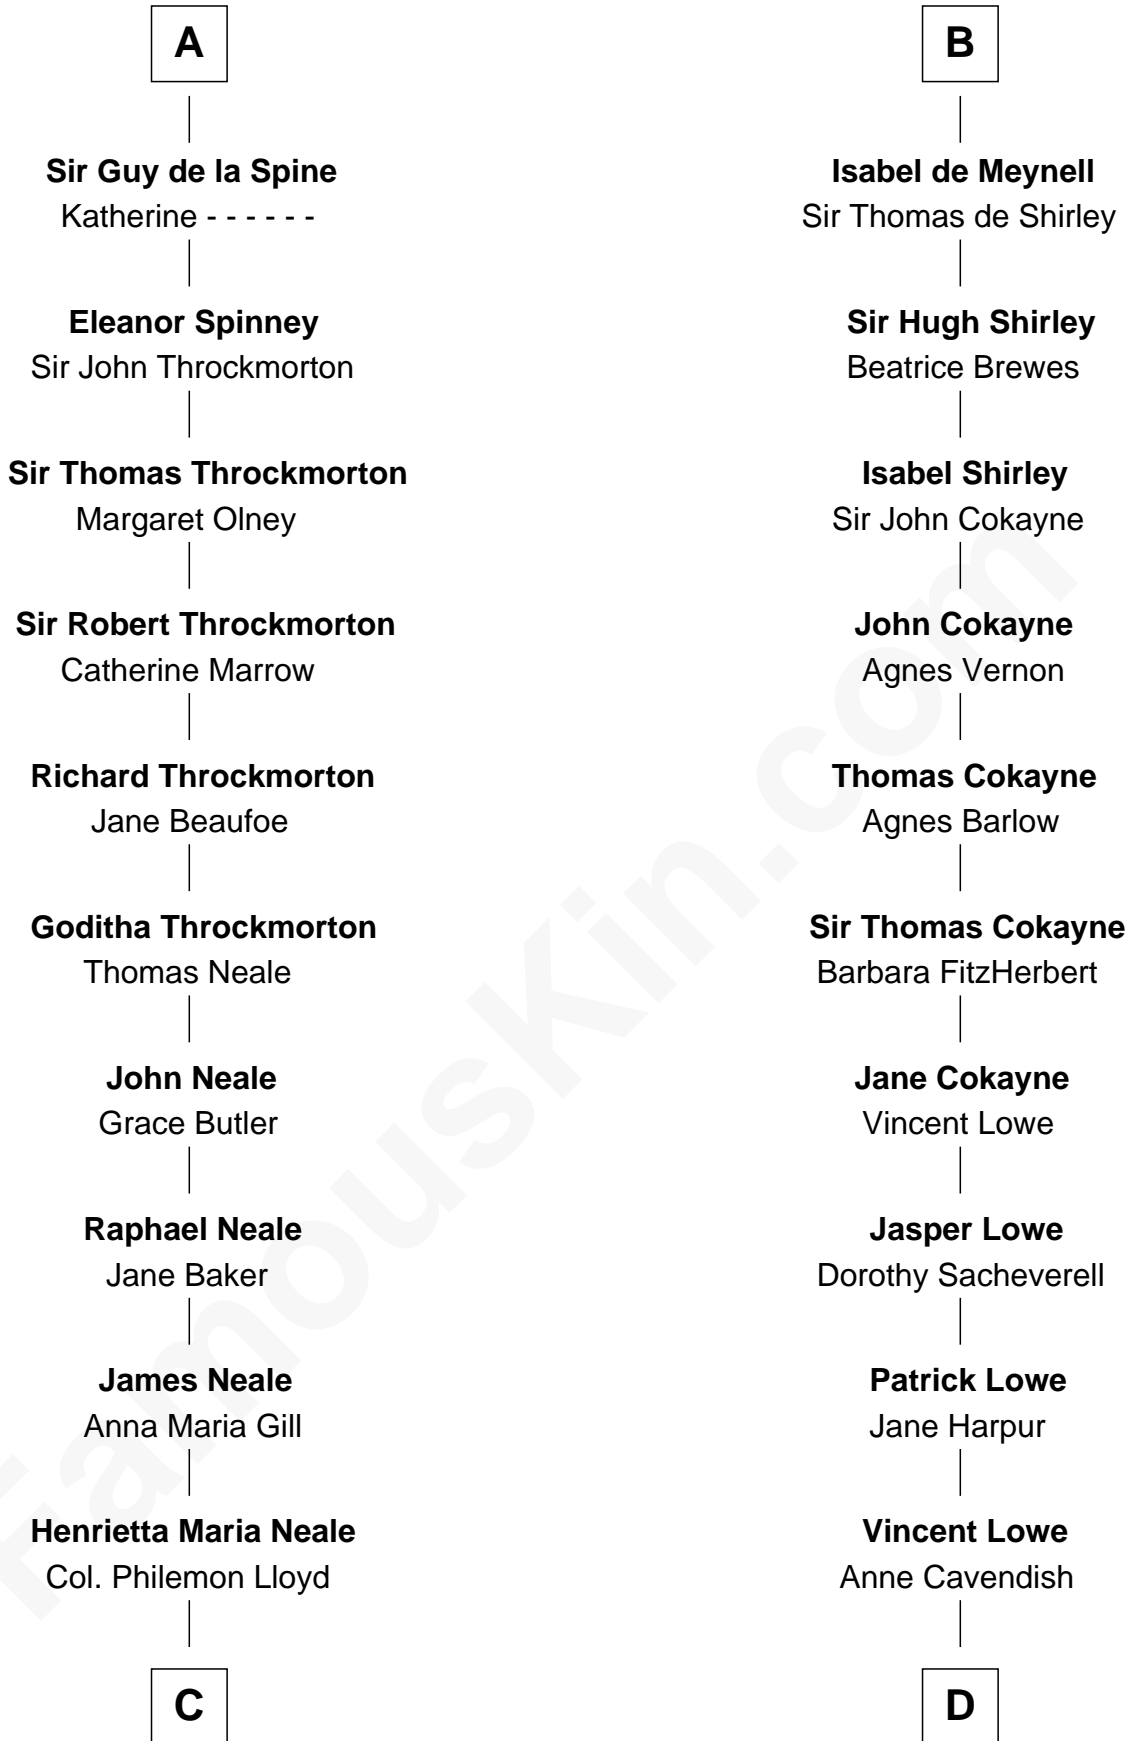 A
Sir Guy de la Spine
Katherine - - - - - -
Eleanor Spinney
Sir John Throckmorton
Sir Thomas Throckmorton
Margaret Olney
Sir Robert Throckmorton
Catherine Marrow
Richard Throckmorton
Jane Beaufoe
Goditha Throckmorton
Thomas Neale
John Neale
Grace Butler
Raphael Neale
Jane Baker
James Neale
Anna Maria Gill
Henrietta Maria Neale
Col. Philemon Lloyd
C
B
Isabel de Meynell
Sir Thomas de Shirley
Sir Hugh Shirley
Beatrice Brewes
Isabel Shirley
Sir John Cokayne
John Cokayne
Agnes Vernon
Thomas Cokayne
Agnes Barlow
Sir Thomas Cokayne
Barbara FitzHerbert
Jane Cokayne
Vincent Lowe
Jasper Lowe
Dorothy Sacheverell
Patrick Lowe
Jane Harpur
Vincent Lowe
Anne Cavendish
D
FamousKin.com